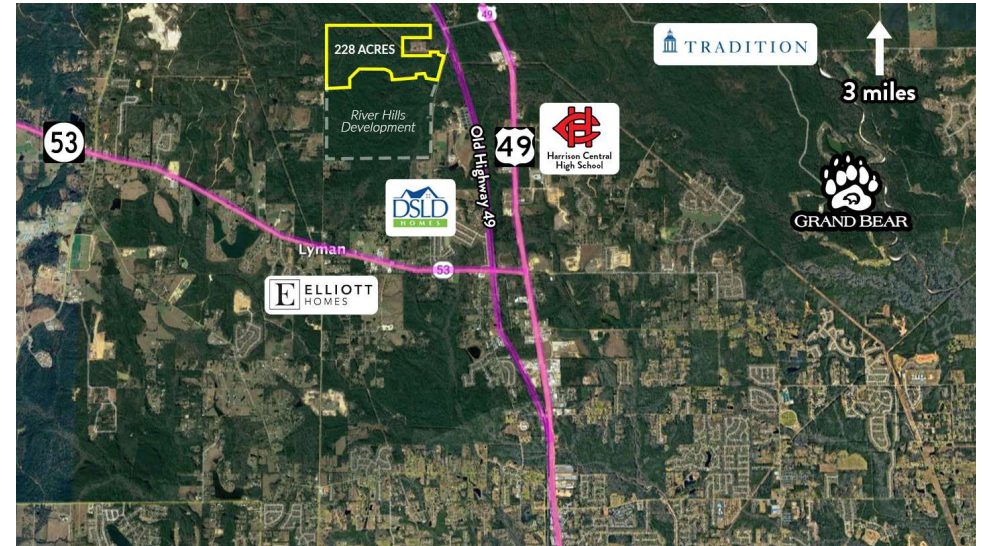 49
228 ACRES
TRADITION
3 miles
River Hills
Development
53
Old Highway 49
49
Harrison Central
High School
DSLD
HOMES
GRAND BEAR
Lyman
53
E ELLIOTT
HOMES